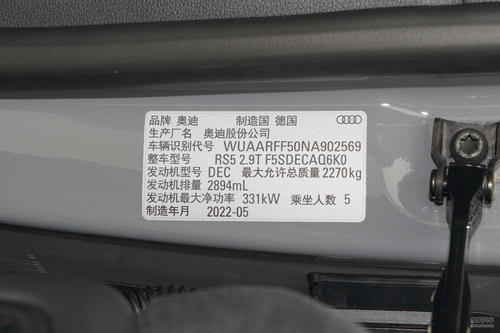 品牌 奥迪 制造国 德国
生产厂名 奥迪股份公司
车辆识别代号 WUAARFF50NA902569
整车型号 RS5 2.9T F5SDECAQ6K0
发动机型号 DEC 最大允许总质量 2270kg
发动机排量 2894mL
发动机最大净功率 331kW 乘坐人数 5
制造年月 2022-05